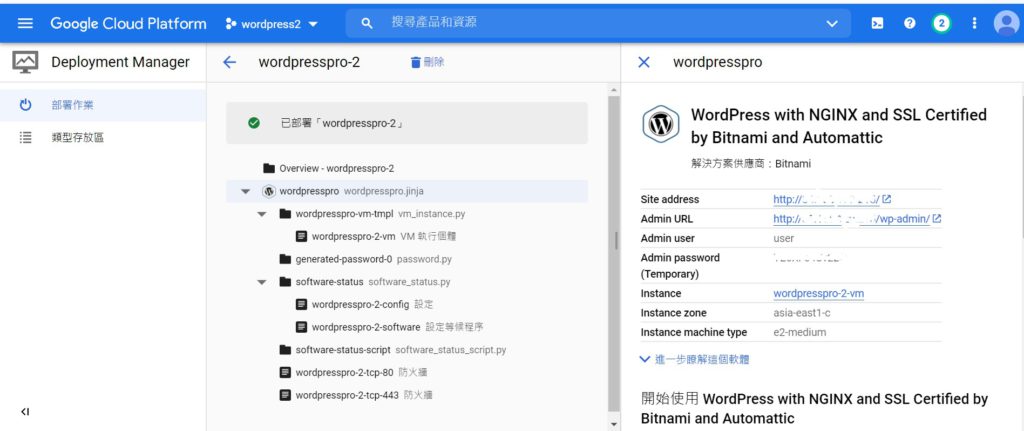 Google Cloud Platform
wordpress2
搜尋產品和資源
2
Deployment Manager
部署作業
類型存放區
wordpresspro-2
刪除
已部署「wordpresspro-2」
Overview - wordpresspro-2
wordpresspro wordpresspro.jinja
wordpresspro-vm-tmpl vm_instance.py
wordpresspro-2-vm VM 執行個體
generated-password-0 password.py
software-status software_status.py
wordpresspro-2-config 設定
wordpresspro-2-software 設定等候程序
software-status-script software_status_script.py
wordpresspro-2-tcp-80 防火牆
wordpresspro-2-tcp-443 防火牆
wordpresspro
WordPress with NGINX and SSL Certified
by Bitnami and Automattic
解決方案供應商：Bitnami
Site address http://
Admin URL http:// /wp-admin/
Admin user user
Admin password
(Temporary)
Instance wordpresspro-2-vm
Instance zone asia-east1-c
Instance machine type e2-medium
進一步瞭解這個軟體
開始使用 WordPress with NGINX and SSL Certified by
Bitnami and Automattic